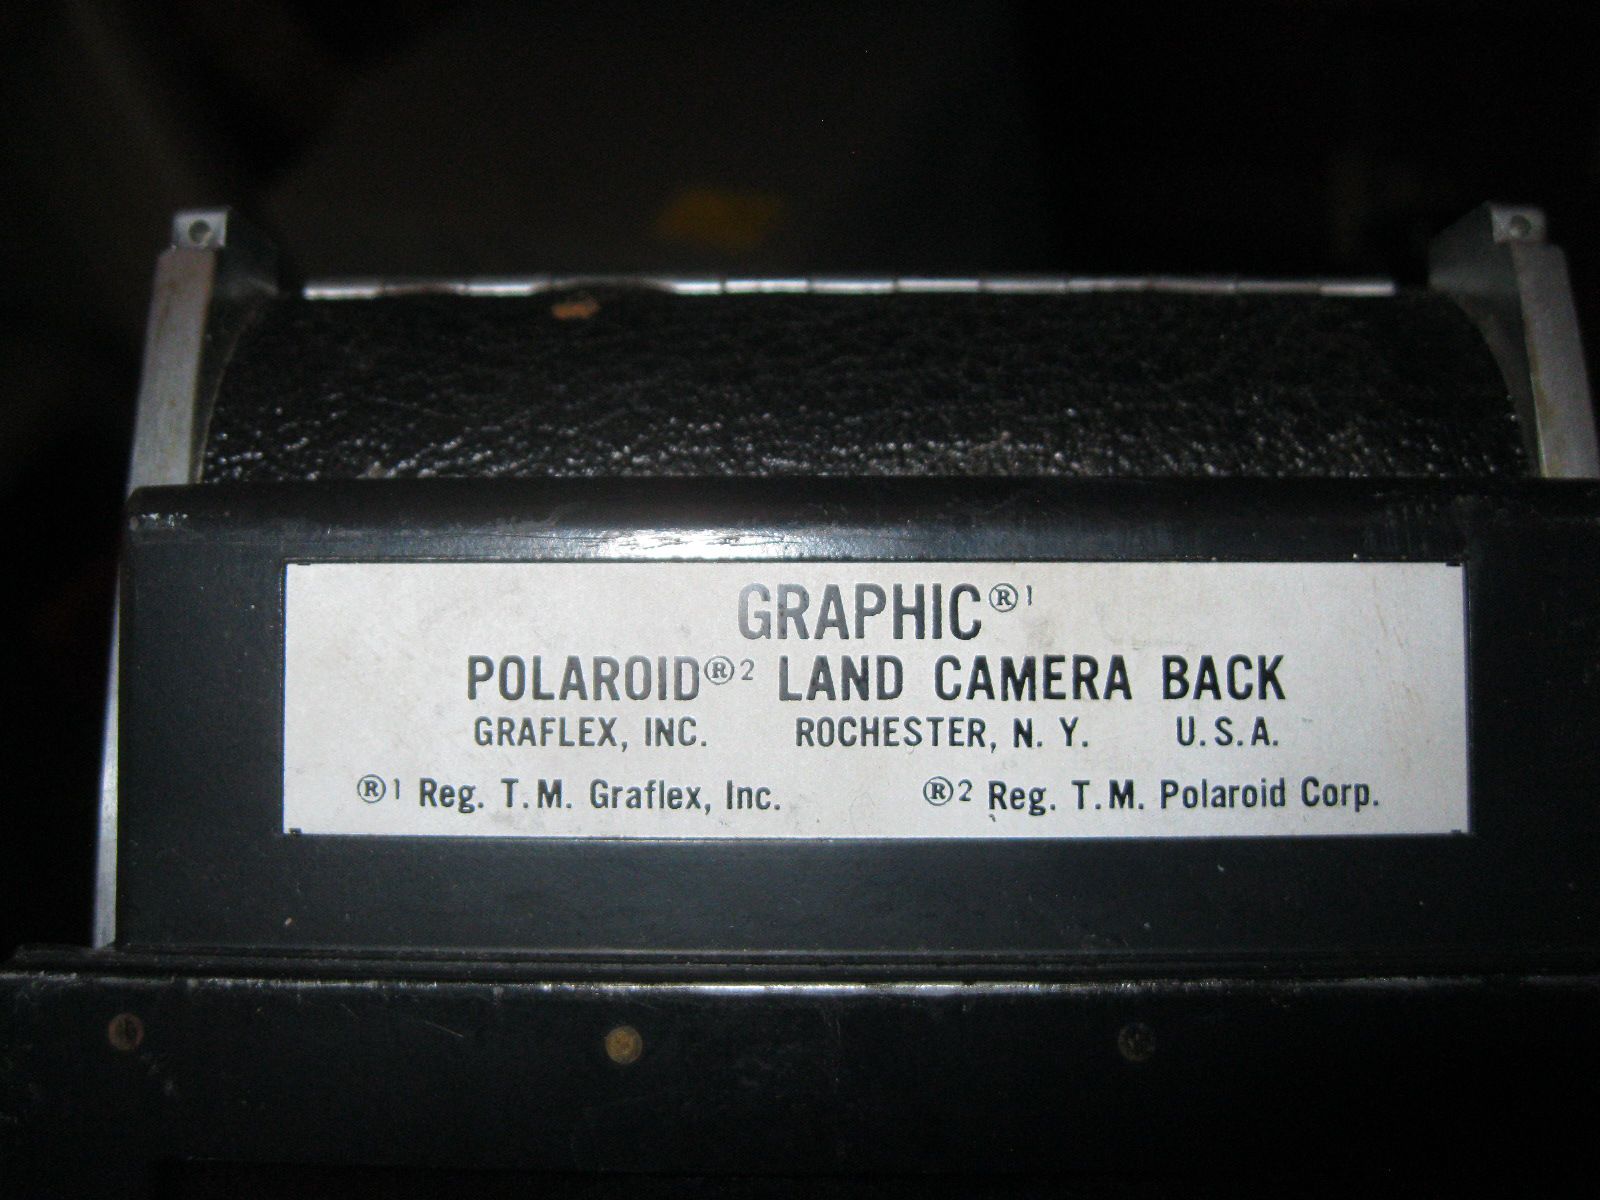 GRAPHIC®1
POLAROID®2 LAND CAMERA BACK
GRAFLEX, INC. ROCHESTER, N. Y. U.S.A.
®1 Reg. T.M. Graflex, Inc. ®2 Reg. T.M. Polaroid Corp.